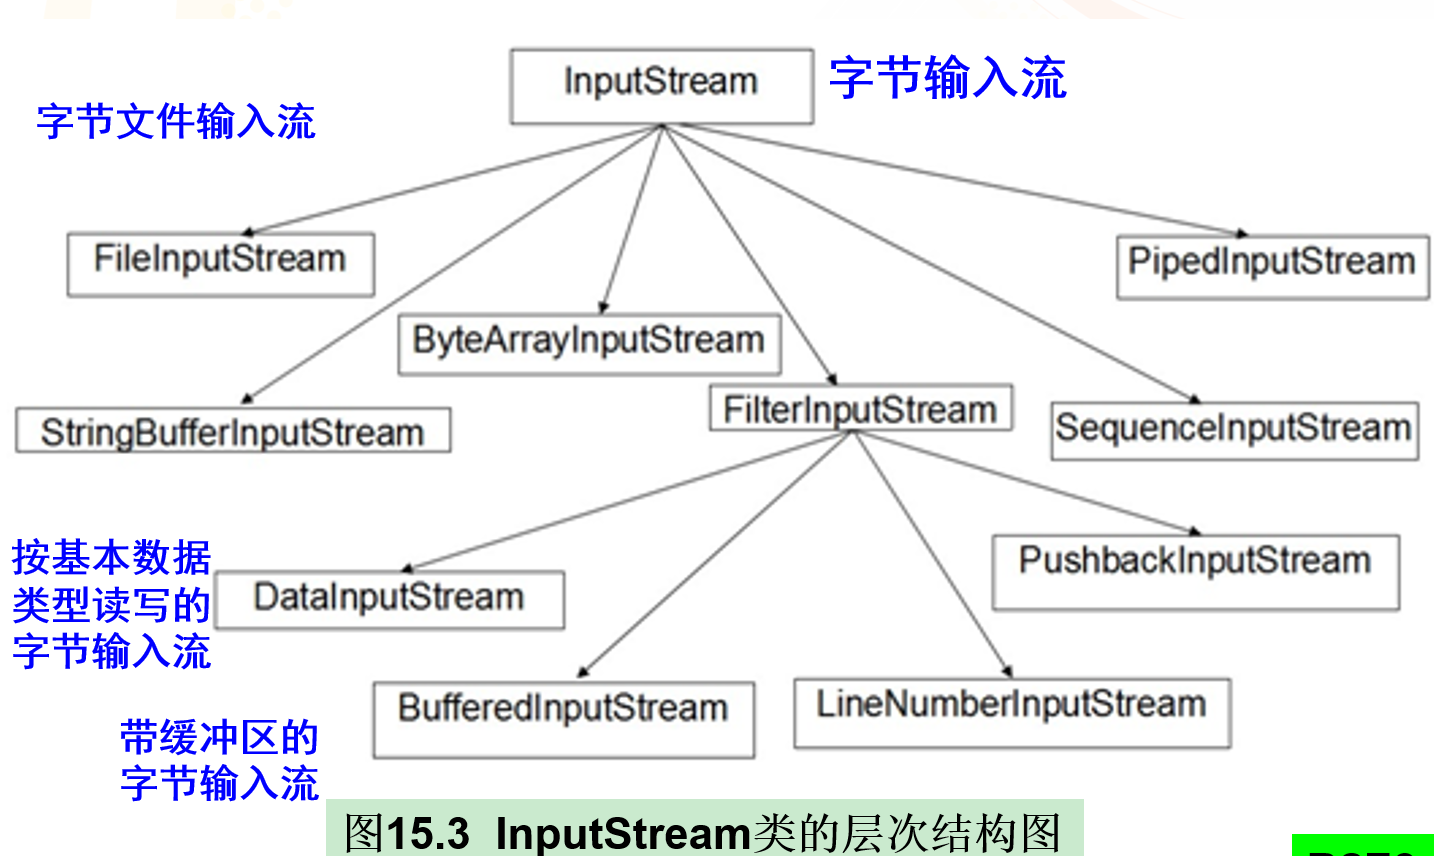 InputStream
字节输入流
字节文件输入流
FileInputStream
PipedInputStream
ByteArrayInputStream
FilterInputStream
StringBufferInputStream
SequenceInputStream
按基本数据
类型读写的
字节输入流
DataInputStream
PushbackInputStream
BufferedInputStream
LineNumberInputStream
带缓冲区的
字节输入流
图15.3 InputStream类的层次结构图